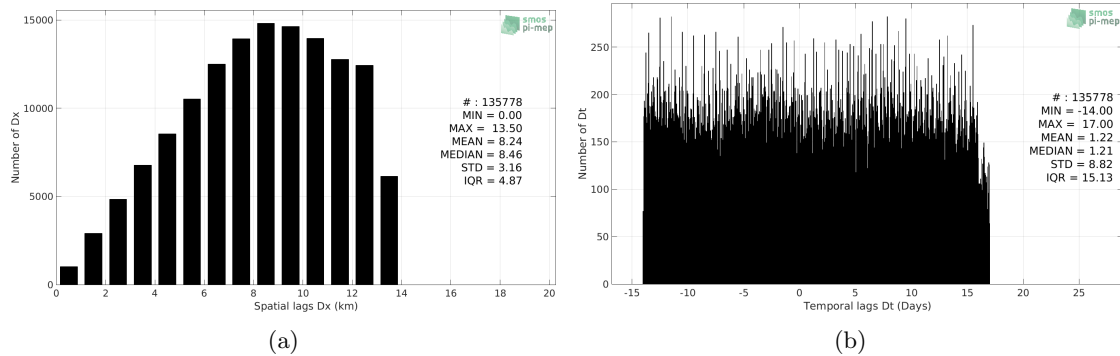 15000
10000
5000
0
Number of Dx
0 2 4 6 8 10 12 14 16 18 20
Spatial lags Dx (km)
smos
pi-mep
# : 135778
MIN = 0.00
MAX = 13.50
MEAN = 8.24
MEDIAN = 8.46
STD = 3.16
IQR = 4.87
(a)
250
200
150
100
50
0
Number of Dt
-15 -10 -5 0 5 10 15 20 25
Temporal lags Dt (Days)
smos
pi-mep
# : 135778
MIN = -14.00
MAX = 17.00
MEAN = 1.22
MEDIAN = 1.21
STD = 8.82
IQR = 15.13
(b)